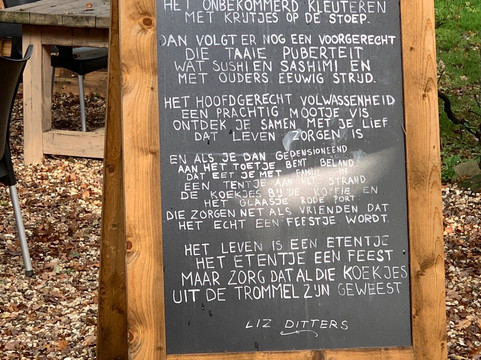 HET ONBEKOMMERD KLEUTEREN
MET KRIJTJES OP DE STOEP.
DAN VOLGT ER NOG EEN VOORGERECHT
DIE TAAIE PUBERTEIT
WAT SUSHI EN SASHIMI EN
MET OUDERS EEUWIG STRIJD.
HET HOOFDGERECHT VOLWASSENHEID
EEN PRACHTIG MOOTJE VIS
ONTDEK JE SAMEN MET JE LIEF
DAT LEVEN ZORGEN IS
EN ALS JE DAN GEPENSIONEEND
AAN HET TOETJE BENT BELAND
DAT EET JE MET FAMILIE IN
EEN TENTJE AAN HET STRAND
DE KOEKJES BIJ DE KOFFIE EN
HET GLAASJE RODE PORT
DIE ZORGEN NET ALS VRIENDEN DAT
HET ECHT EEN FEESTJE WORDT.
HET LEVEN IS EEN ETENTJE
HET ETENTJE EEN FEEST
MAAR ZORG DAT AL DIE KOEKJES
UIT DE TROMMEL ZIJN GEWEEST
LIZ DITTERS